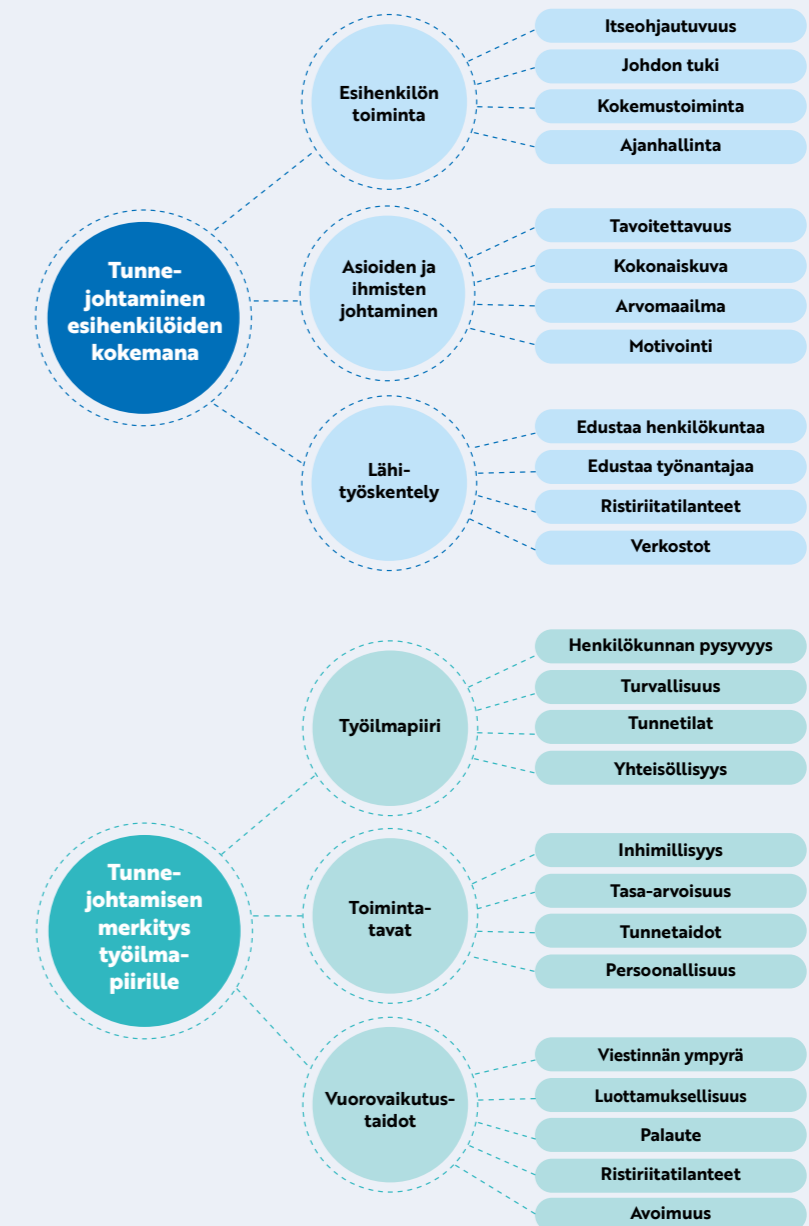 Tunne-
johtaminen
esihenkilöiden
kokemana
Esihenkilön
toiminta
Itseohjautuvuus
Johdon tuki
Kokemustoiminta
Ajanhallinta
Asioiden ja
ihmisten
johtaminen
Tavoitettavuus
Kokonaiskuva
Arvomaailma
Motivointi
Lähi-
työskentely
Edustaa henkilökuntaa
Edustaa työnantajaa
Ristiriitatilanteet
Verkostot
Tunne-
johtamisen
merkitys
työilma-
piirille
Työilmapiiri
Henkilökunnan pysyvyys
Turvallisuus
Tunnetilat
Yhteisöllisyys
Toiminta-
tavat
Inhimillisyys
Tasa-arvoisuus
Tunnetaidot
Persoonallisuus
Vuorovaikutus-
taidot
Viestinnän ympyrä
Luottamuksellisuus
Palaute
Ristiriitatilanteet
Avoimuus